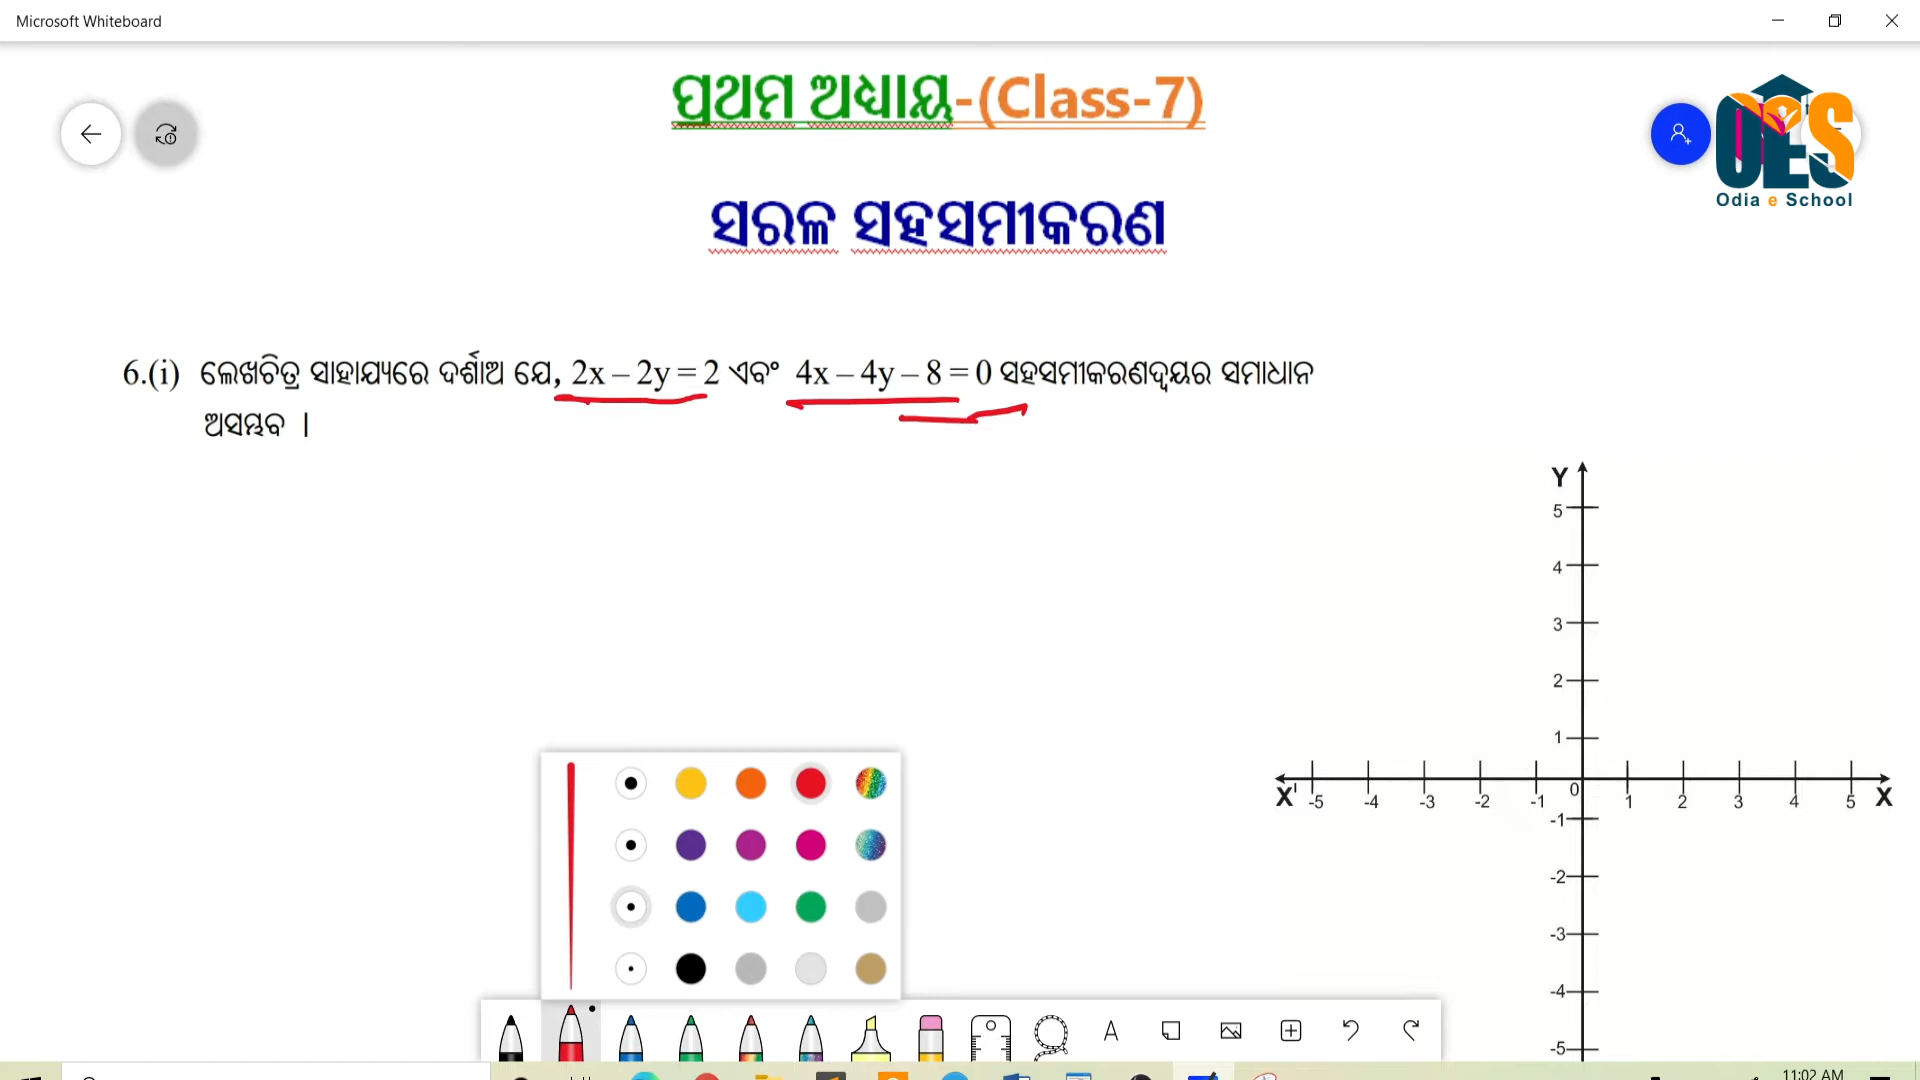 Microsoft Whiteboard
ପ୍ରଥମ ଅଧ୍ୟାୟ-(Class-7)
Odia e School
ସରଳ ସହସମୀକରଣ
6.(i) ଲେଖଚିତ୍ର ସାହାଯ୍ୟରେ ଦର୍ଶାଅ ଯେ, 2x – 2y = 2 ଏବଂ 4x – 4y – 8 = 0 ସହସମୀକରଣଦ୍ୱୟର ସମାଧାନ
ଅସମ୍ଭବ ।
Y
5
4
3
2
1
X' -5 -4 -3 -2 -1 0 1 2 3 4 5 X
-1
-2
-3
-4
-5
11:02 AM